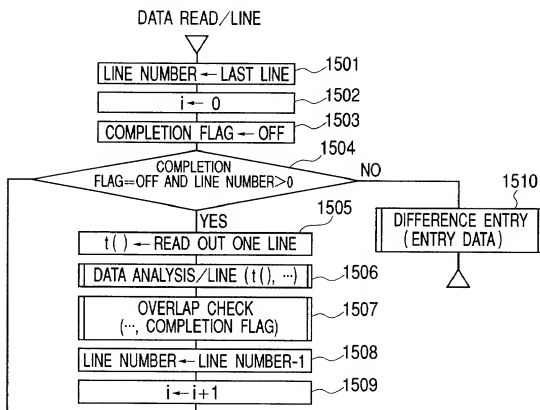 DATA READ/LINE
LINE NUMBER←LAST LINE
1501
i←0
1502
COMPLETION FLAG←OFF
1503
COMPLETION
FLAG=OFF AND LINE NUMBER>0
1504
NO
YES
t()←READ OUT ONE LINE
1505
DATA ANALYSIS/LINE (t(), ⋯)
1506
OVERLAP CHECK
(⋯, COMPLETION FLAG)
1507
LINE NUMBER←LINE NUMBER-1
1508
i←i+1
1509
1510
DIFFERENCE ENTRY
(ENTRY DATA)